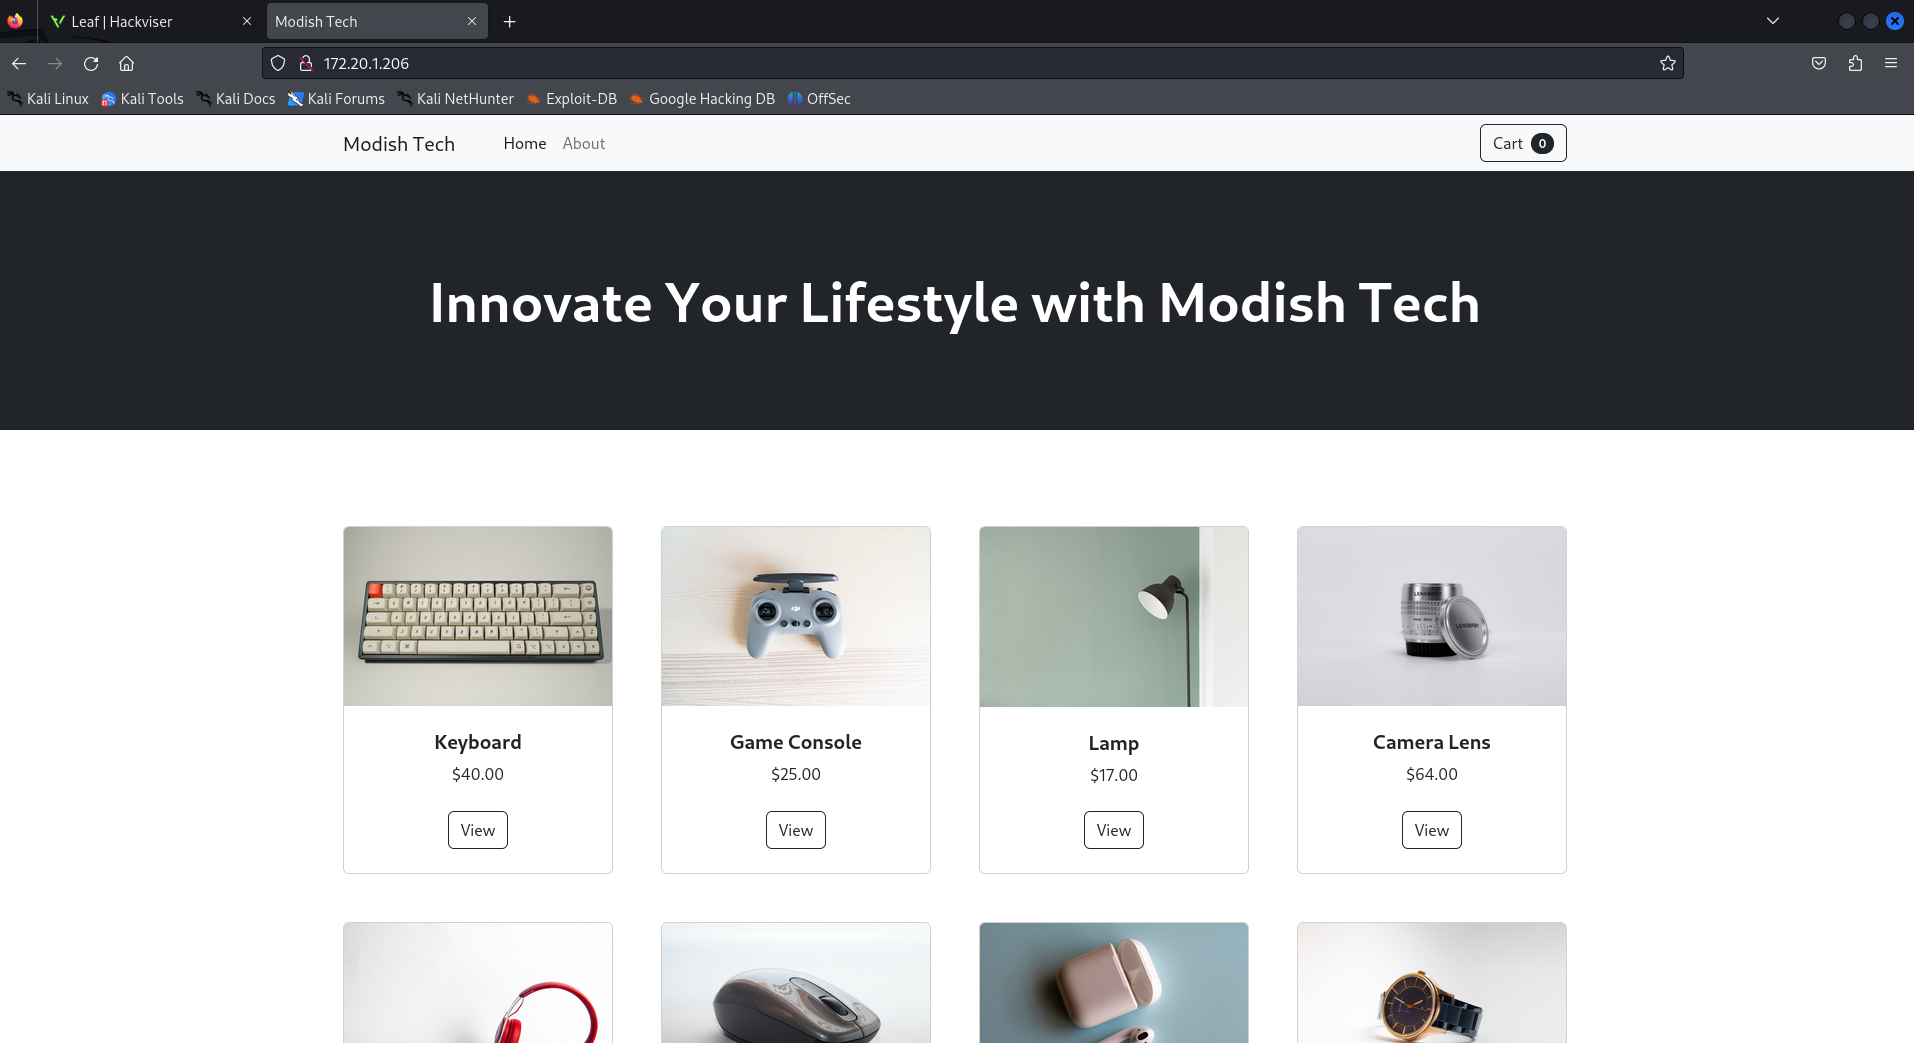 Leaf | Hackviser
Modish Tech
172.20.1.206
Kali Linux Kali Tools Kali Docs Kali Forums Kali NetHunter Exploit-DB Google Hacking DB OffSec
Modish Tech Home About Cart 0
Innovate Your Lifestyle with Modish Tech
LENSBABY
LENSBABY
Keyboard
$40.00
View
Game Console
$25.00
View
Lamp
$17.00
View
Camera Lens
$64.00
View